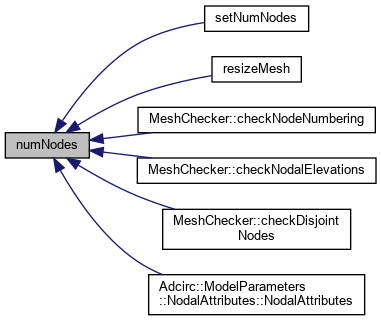 setNumNodes
resizeMesh
MeshChecker::checkNodeNumbering
numNodes
MeshChecker::checkNodalElevations
MeshChecker::checkDisjoint
Nodes
Adcirc::ModelParameters
::NodalAttributes::NodalAttributes